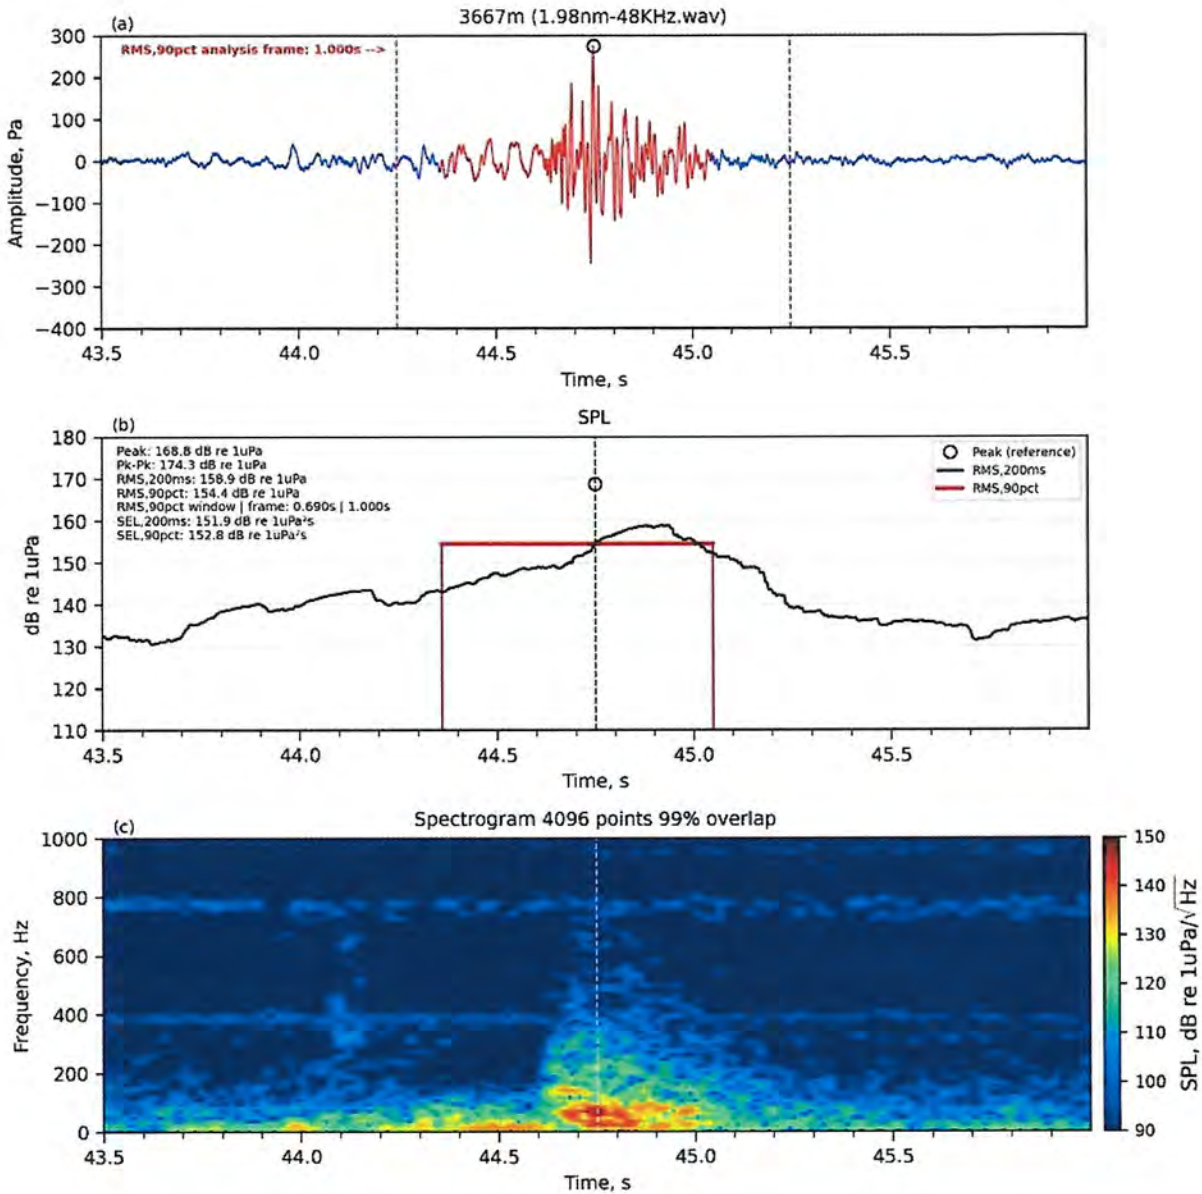 (a)
3667m (1.98nm-48KHz.wav)
RMS,90pct analysis frame: 1.000s -->
300
200
100
0
−100
−200
−300
−400
Amplitude, Pa
43.5 44.0 44.5 45.0 45.5
Time, s
(b)
SPL
180
170
160
150
140
130
120
110
dB re 1uPa
Peak: 168.8 dB re 1uPa
Pk-Pk: 174.3 dB re 1uPa
RMS,200ms: 158.9 dB re 1uPa
RMS,90pct: 154.4 dB re 1uPa
RMS,90pct window | frame: 0.690s | 1.000s
SEL,200ms: 151.9 dB re 1uPa²s
SEL,90pct: 152.8 dB re 1uPa²s
Peak (reference)
RMS,200ms
RMS,90pct
43.5 44.0 44.5 45.0 45.5
Time, s
(c)
Spectrogram 4096 points 99% overlap
1000
800
600
400
200
0
Frequency, Hz
43.5 44.0 44.5 45.0 45.5
Time, s
150
140
130
120
110
100
90
SPL, dB re 1uPa/√Hz